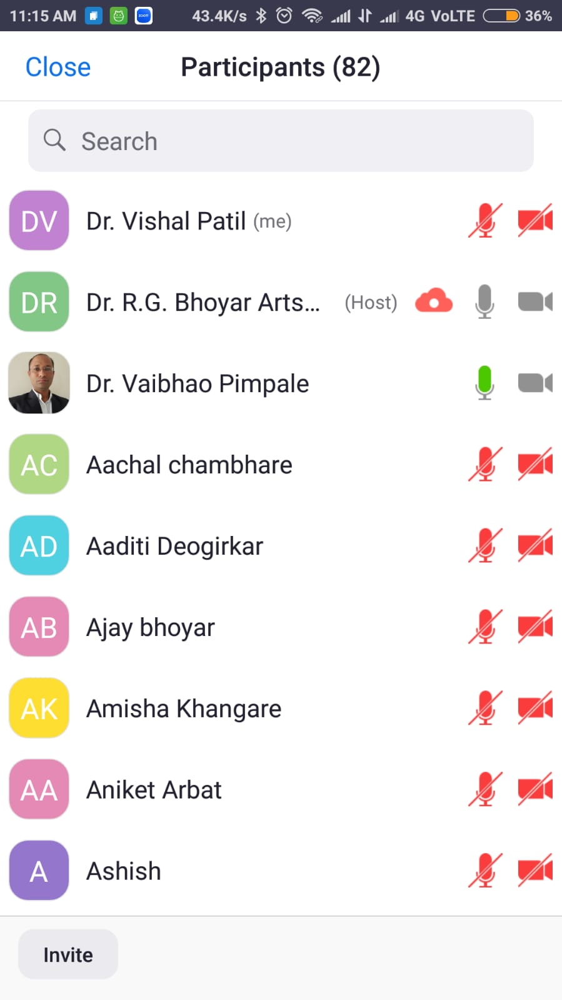 11:15 AM zoom 43.4K/s 4G VoLTE 36%
Close Participants (82)
Search
DV Dr. Vishal Patil (me)
DR Dr. R.G. Bhoyar Arts... (Host)
Dr. Vaibhao Pimpale
AC Aachal chambhare
AD Aaditi Deogirkar
AB Ajay bhoyar
AK Amisha Khangare
AA Aniket Arbat
A Ashish
Invite